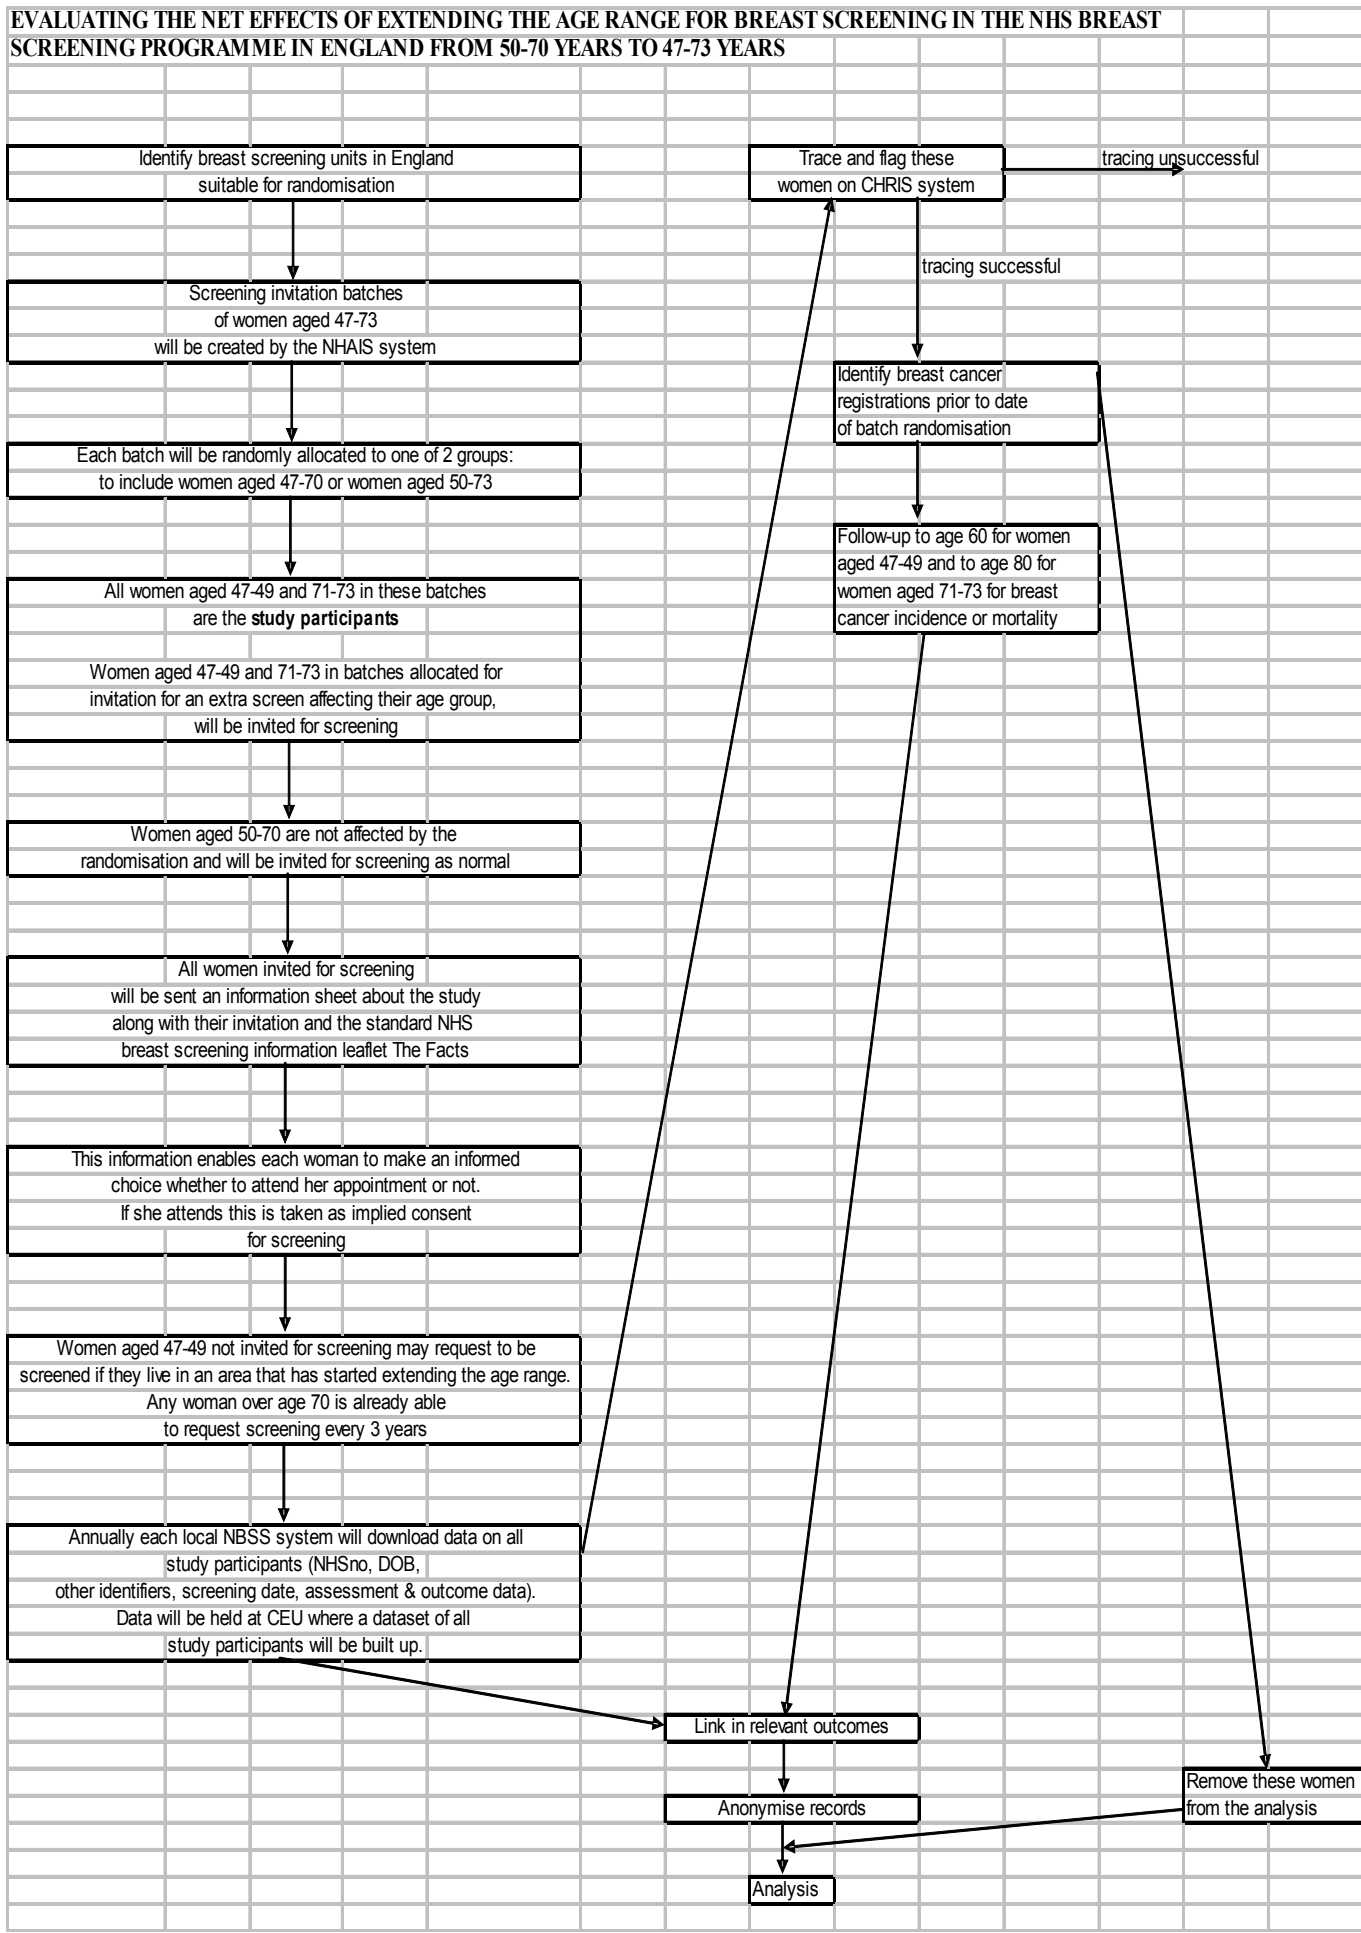 EVALUATING THE NET EFFECTS OF EXTENDING THE AGE RANGE FOR BREAST SCREENING IN THE NHS BREAST
SCREENING PROGRAMME IN ENGLAND FROM 50-70 YEARS TO 47-73 YEARS
Identify breast screening units in England
suitable for randomisation
Screening invitation batches
of women aged 47-73
will be created by the NHAIS system
Each batch will be randomly allocated to one of 2 groups:
to include women aged 47-70 or women aged 50-73
All women aged 47-49 and 71-73 in these batches
are the study participants
Women aged 47-49 and 71-73 in batches allocated for
invitation for an extra screen affecting their age group,
will be invited for screening
Women aged 50-70 are not affected by the
randomisation and will be invited for screening as normal
All women invited for screening
will be sent an information sheet about the study
along with their invitation and the standard NHS
breast screening information leaflet The Facts
This information enables each woman to make an informed
choice whether to attend her appointment or not.
If she attends this is taken as implied consent
for screening
Women aged 47-49 not invited for screening may request to be
screened if they live in an area that has started extending the age range.
Any woman over age 70 is already able
to request screening every 3 years
Annually each local NBSS system will download data on all
study participants (NHSno, DOB,
other identifiers, screening date, assessment & outcome data).
Data will be held at CEU where a dataset of all
study participants will be built up.
Trace and flag these
women on CHRIS system
tracing unsuccessful
tracing successful
Identify breast cancer
registrations prior to date
of batch randomisation
Follow-up to age 60 for women
aged 47-49 and to age 80 for
women aged 71-73 for breast
cancer incidence or mortality
Link in relevant outcomes
Anonymise records
Remove these women
from the analysis
Analysis